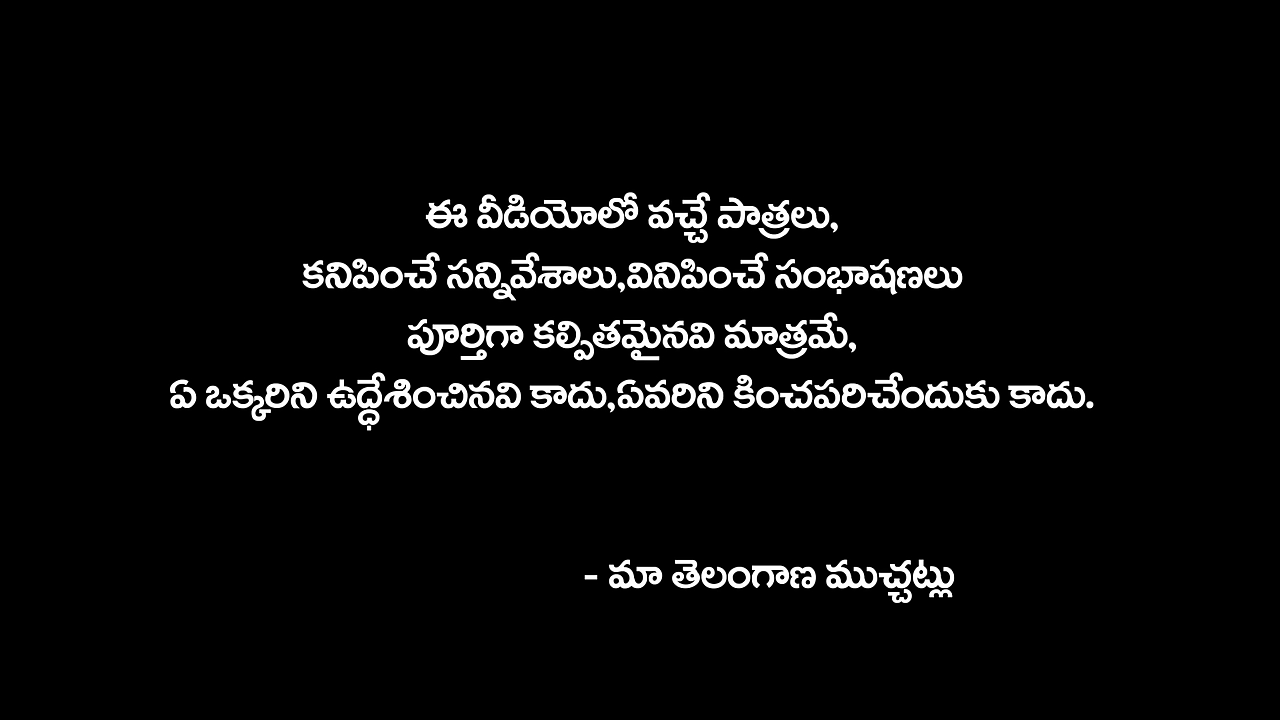 ఈ వీడియోలో వచ్చే పాత్రలు,
కనిపించే సన్నివేశాలు,వినిపించే సంభాషణలు
పూర్తిగా కల్పితమైనవి మాత్రమే,
ఏ ఒక్కరిని ఉద్ధేశించినవి కాదు,ఏవరిని కించపరిచేందుకు కాదు.
- మా తెలంగాణ ముచ్చట్లు